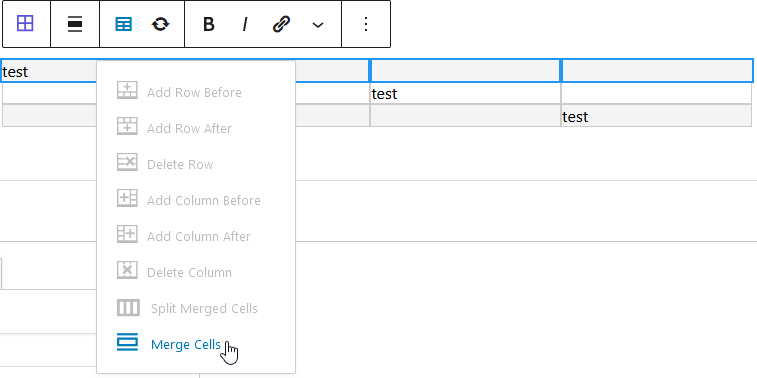 B I
test
test
test
Add Row Before
Add Row After
Delete Row
Add Column Before
Add Column After
Delete Column
Split Merged Cells
Merge Cells